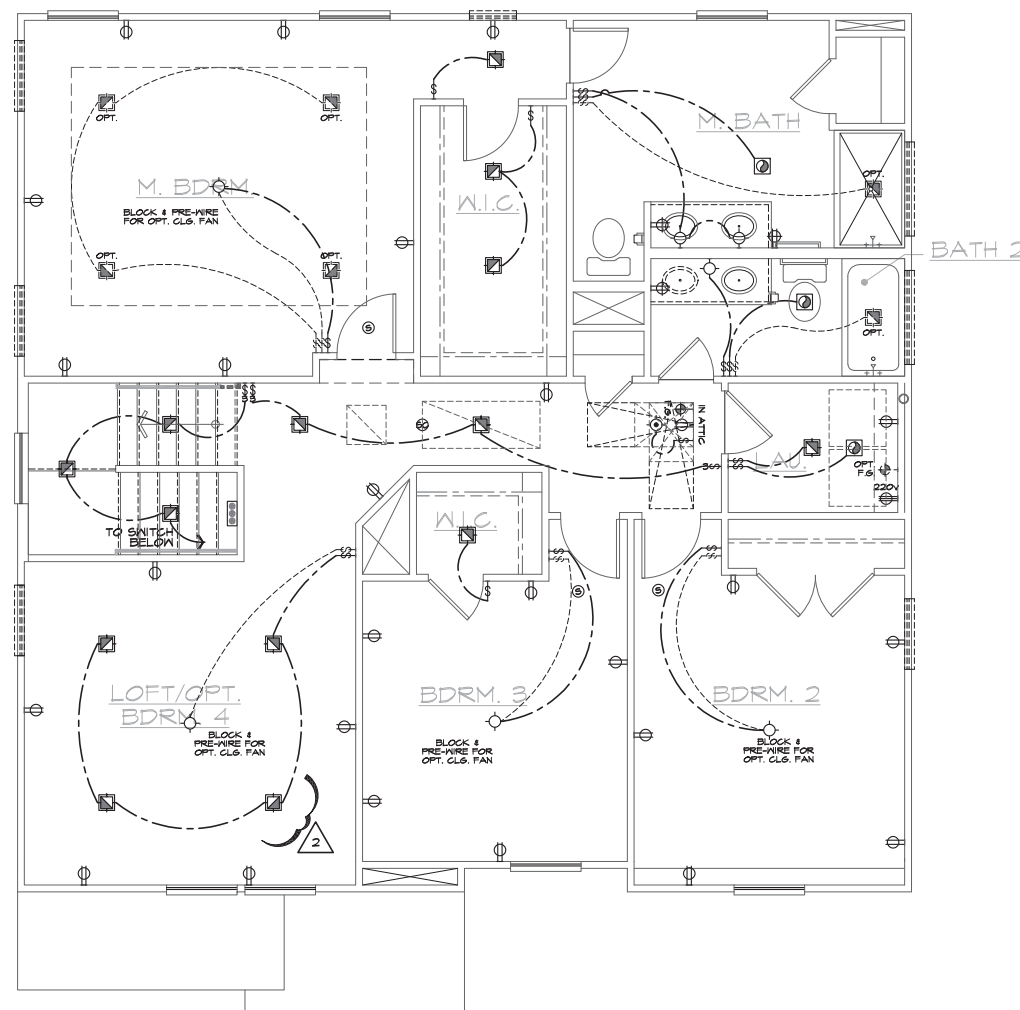 OPT.
OPT.
M. BATH
M. BDRM
BLOCK & PRE-WIRE
FOR OPT. CLG. FAN
W.I.C.
OPT.
OPT.
OPT.
BATH 2
S
OPT.
IN ATTIC
LAU.
OPT.
F.G.
220V
W.I.C.
TO SWITCH
BELOW
S
S
LOFT/OPT.
BDRM 4
BLOCK &
PRE-WIRE FOR
OPT. CLG. FAN
BDRM. 3
BLOCK &
PRE-WIRE FOR
OPT. CLG. FAN
BDRM. 2
BLOCK &
PRE-WIRE FOR
OPT. CLG. FAN
2